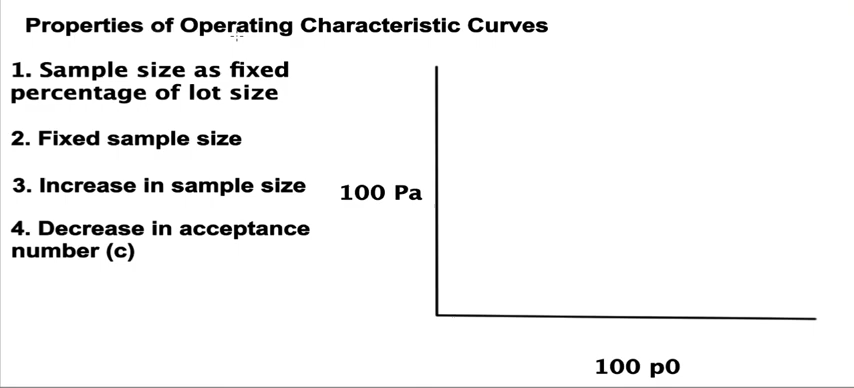 Properties of Operating Characteristic Curves
1. Sample size as fixed
percentage of lot size
2. Fixed sample size
3. Increase in sample size
4. Decrease in acceptance
number (c)
100 Pa
100 p0